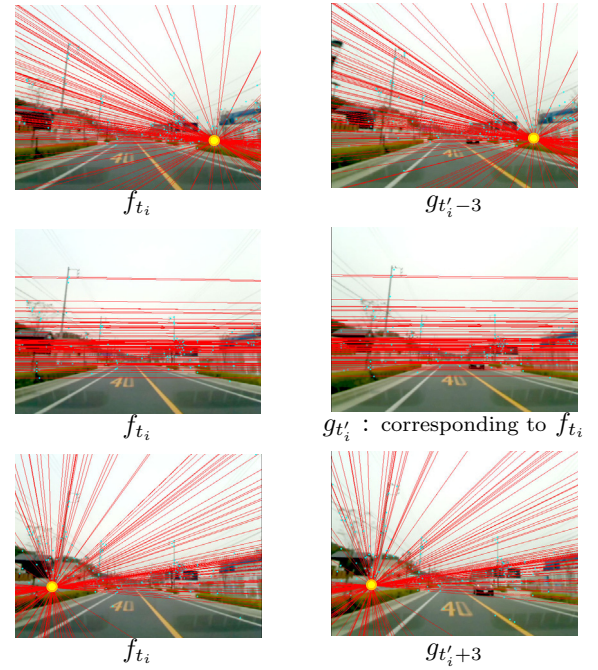 40
40
f_{t_i}
g_{t'_i-3}
40
40
f_{t_i}
g_{t'_i} : corresponding to f_{t_i}
40
40
f_{t_i}
g_{t'_i+3}